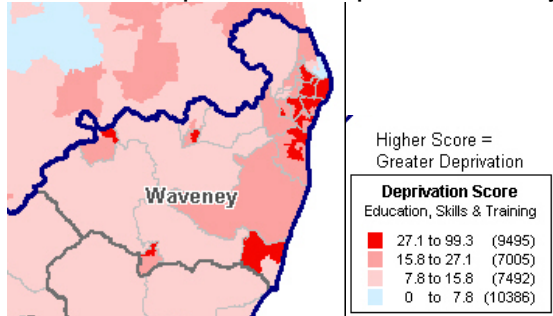 Waveney
Higher Score =
Greater Deprivation
Deprivation Score
Education, Skills & Training
27.1 to 99.3 (9495)
15.8 to 27.1 (7005)
7.8 to 15.8 (7492)
0 to 7.8 (10386)